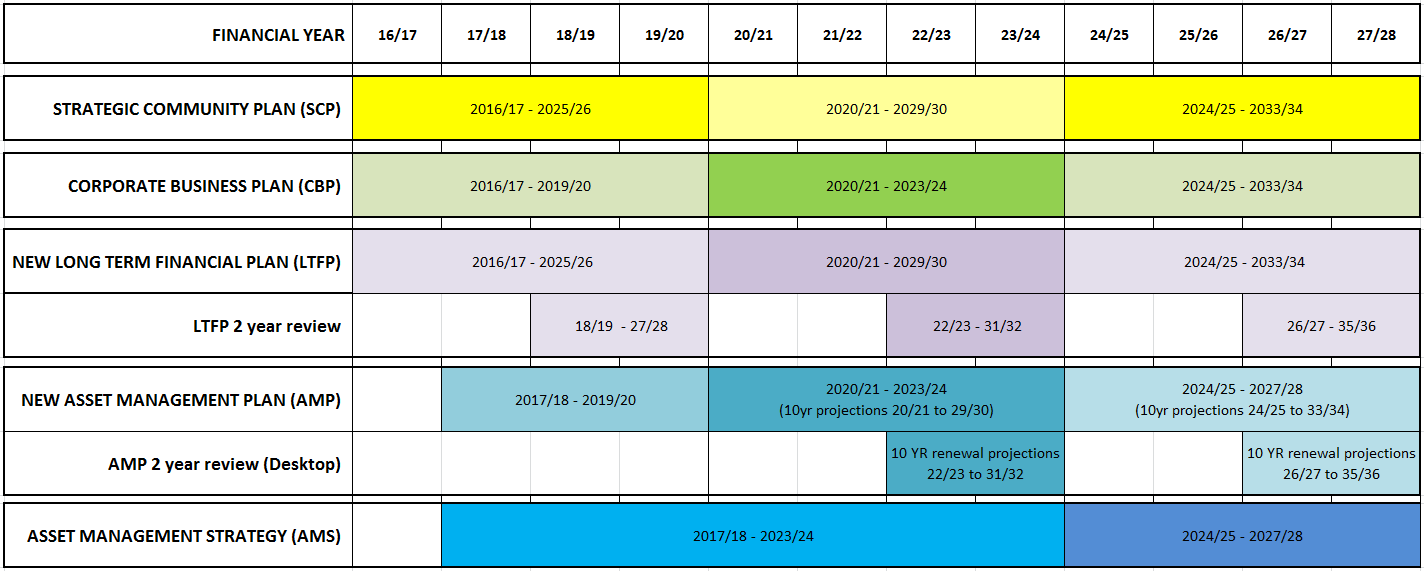 FINANCIAL YEAR 16/17 17/18 18/19 19/20 20/21 21/22 22/23 23/24 24/25 25/26 26/27 27/28
STRATEGIC COMMUNITY PLAN (SCP) 2016/17 - 2025/26 2020/21 - 2029/30 2024/25 - 2033/34
CORPORATE BUSINESS PLAN (CBP) 2016/17 - 2019/20 2020/21 - 2023/24 2024/25 - 2033/34
NEW LONG TERM FINANCIAL PLAN (LTFP) 2016/17 - 2025/26 2020/21 - 2029/30 2024/25 - 2033/34
LTFP 2 year review 18/19 - 27/28 22/23 - 31/32 26/27 - 35/36
NEW ASSET MANAGEMENT PLAN (AMP) 2017/18 - 2019/20 2020/21 - 2023/24 2024/25 - 2027/28
(10yr projections 20/21 to 29/30) (10yr projections 24/25 to 33/34)
AMP 2 year review (Desktop) 10 YR renewal projections 10 YR renewal projections
22/23 to 31/32 26/27 to 35/36
ASSET MANAGEMENT STRATEGY (AMS) 2017/18 - 2023/24 2024/25 - 2027/28